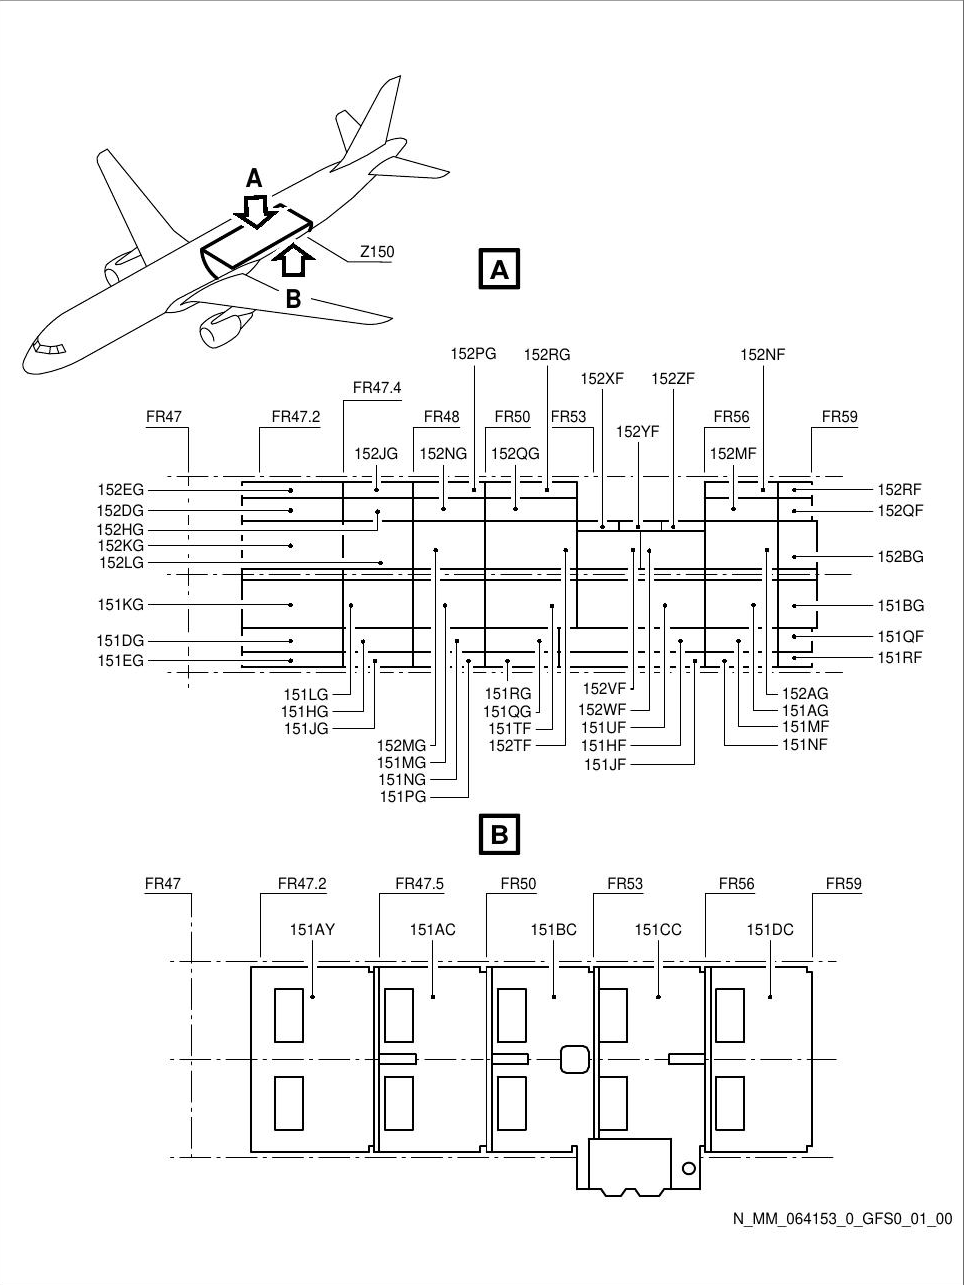 A
Z150
B
A
152PG 152RG 152NF
152XF 152ZF
FR47.4
FR47 FR47.2 FR48 FR50 FR53 FR56 FR59
152YF
152JG 152NG 152QG 152MF
152EG 152RF
152DG 152QF
152HG
152KG
152LG 152BG
151KG 151BG
151DG 151QF
151EG 151RF
151LG 151RG 152VF 152AG
151HG 151QG 152WF 151AG
151JG 151TF 151UF 151MF
152MG 152TF 151HF 151NF
151MG 151JF
151NG
151PG
B
FR47 FR47.2 FR47.5 FR50 FR53 FR56 FR59
151AY 151AC 151BC 151CC 151DC
N_MM_064153_0_GFS0_01_00